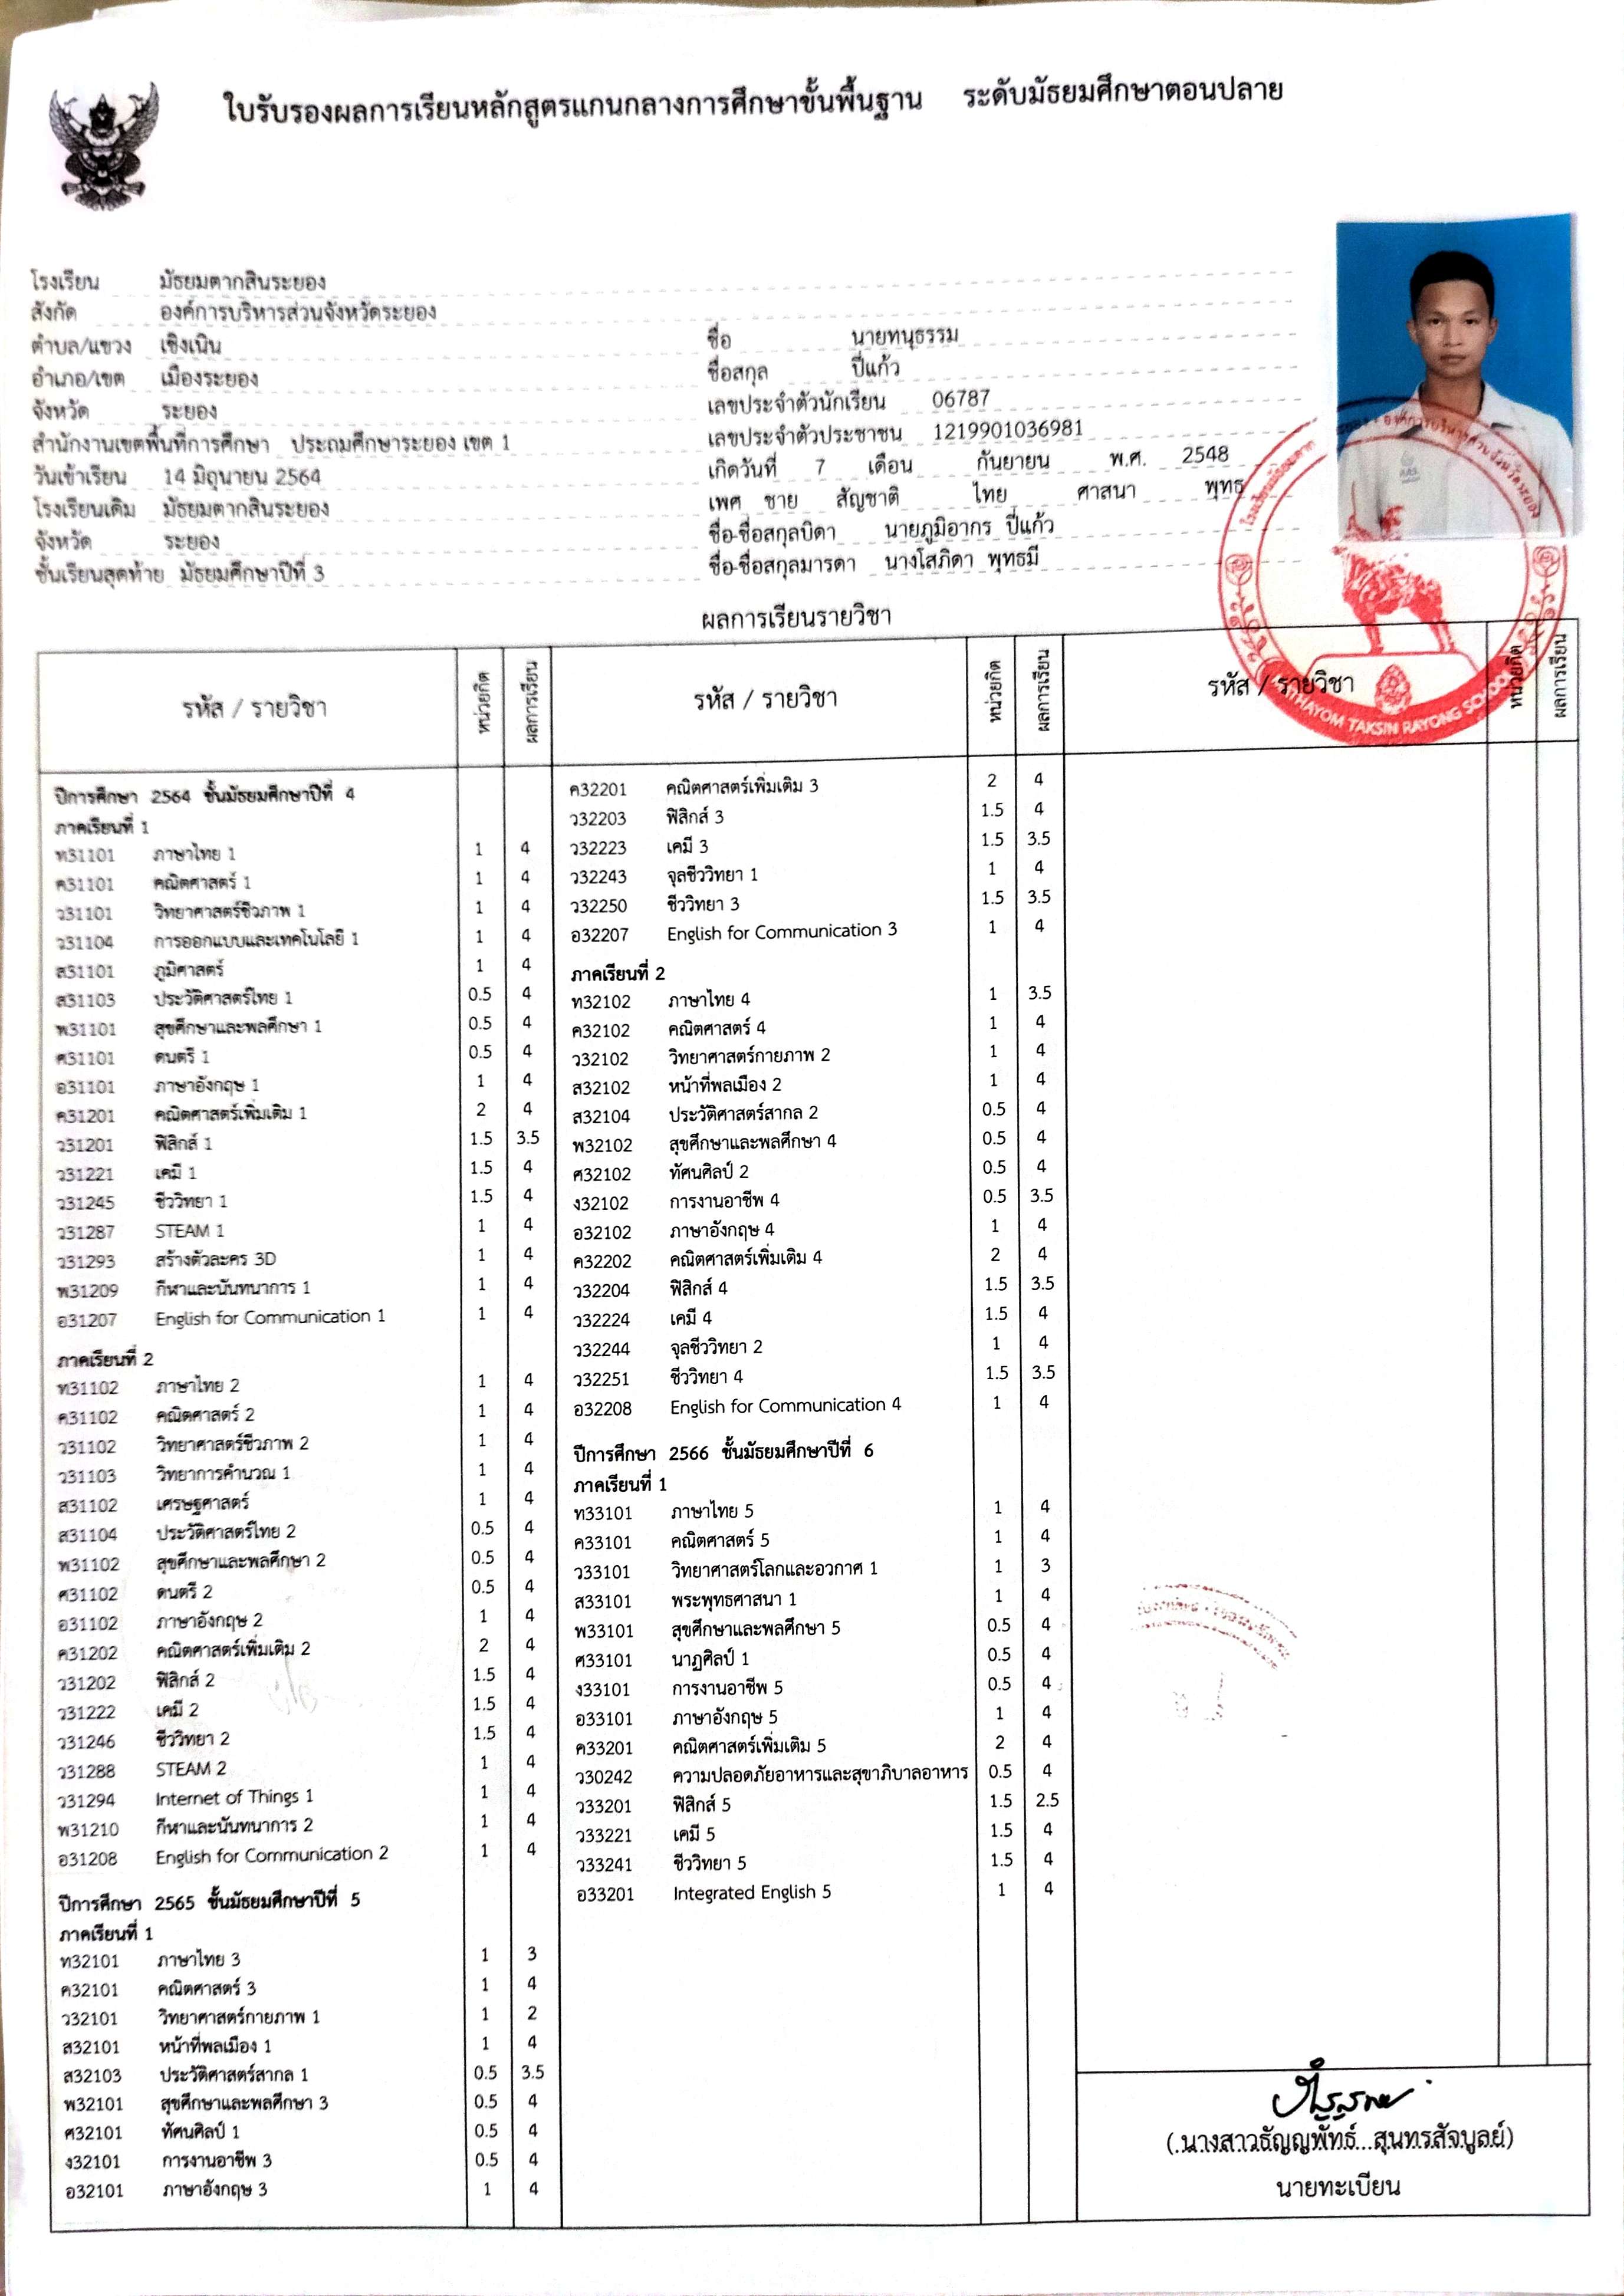 ใบรับรองผลการเรียนหลักสูตรแกนกลางการศึกษาขั้นพื้นฐาน ระดับมัธยมศึกษาตอนปลาย
โรงเรียน มัธยมตากสินระยอง
สังกัด องค์การบริหารส่วนจังหวัดระยอง
ตำบล/แขวง เชิงเนิน
อำเภอ/เขต เมืองระยอง
จังหวัด ระยอง
สำนักงานเขตพื้นที่การศึกษา ประถมศึกษาระยอง เขต 1
วันเข้าเรียน 14 มิถุนายน 2564
โรงเรียนเดิม มัธยมตากสินระยอง
จังหวัด ระยอง
ชั้นเรียนสุดท้าย มัธยมศึกษาปีที่ 3
ชื่อ นายทนุธรรม
ชื่อสกุล ปี่แก้ว
เลขประจำตัวนักเรียน 06787
เลขประจำตัวประชาชน 1219901036981
เกิดวันที่ 7 เดือน กันยายน พ.ศ. 2548
เพศ ชาย สัญชาติ ไทย ศาสนา พุทธ
ชื่อ-ชื่อสกุลบิดา นายภูมิอากร ปี่แก้ว
ชื่อ-ชื่อสกุลมารดา นางโสภิดา พุทธมี
MATTHAYOM TAKSIN RAYONG SCHOOL
ผลการเรียนรายวิชา
รหัส / รายวิชา หน่วยกิต ผลการเรียน รหัส / รายวิชา หน่วยกิต ผลการเรียน รหัส / รายวิชา หน่วยกิต ผลการเรียน
ปีการศึกษา 2564 ชั้นมัธยมศึกษาปีที่ 4
ภาคเรียนที่ 1
ท31101 ภาษาไทย 1 1 4
ค31101 คณิตศาสตร์ 1 1 4
ว31101 วิทยาศาสตร์ชีวภาพ 1 1 4
ว31104 การออกแบบและเทคโนโลยี 1 1 4
ส31101 ภูมิศาสตร์ 1 4
ส31103 ประวัติศาสตร์ไทย 1 0.5 4
พ31101 สุขศึกษาและพลศึกษา 1 0.5 4
ศ31101 ดนตรี 1 0.5 4
อ31101 ภาษาอังกฤษ 1 1 4
ค31201 คณิตศาสตร์เพิ่มเติม 1 2 4
ว31201 ฟิสิกส์ 1 1.5 3.5
ว31221 เคมี 1 1.5 4
ว31245 ชีววิทยา 1 1.5 4
ว31287 STEAM 1 1 4
ว31293 สร้างตัวละคร 3D 1 4
พ31209 กีฬาและนันทนาการ 1 1 4
อ31207 English for Communication 1 1 4
ภาคเรียนที่ 2
ท31102 ภาษาไทย 2 1 4
ค31102 คณิตศาสตร์ 2 1 4
ว31102 วิทยาศาสตร์ชีวภาพ 2 1 4
ว31103 วิทยาการคำนวณ 1 1 4
ส31102 เศรษฐศาสตร์ 1 4
ส31104 ประวัติศาสตร์ไทย 2 0.5 4
พ31102 สุขศึกษาและพลศึกษา 2 0.5 4
ศ31102 ดนตรี 2 0.5 4
อ31102 ภาษาอังกฤษ 2 1 4
ค31202 คณิตศาสตร์เพิ่มเติม 2 2 4
ว31202 ฟิสิกส์ 2 1.5 4
ว31222 เคมี 2 1.5 4
ว31246 ชีววิทยา 2 1.5 4
ว31288 STEAM 2 1 4
ว31294 Internet of Things 1 1 4
พ31210 กีฬาและนันทนาการ 2 1 4
อ31208 English for Communication 2 1 4
ปีการศึกษา 2565 ชั้นมัธยมศึกษาปีที่ 5
ภาคเรียนที่ 1
ท32101 ภาษาไทย 3 1 3
ค32101 คณิตศาสตร์ 3 1 4
ว32101 วิทยาศาสตร์กายภาพ 1 1 2
ส32101 หน้าที่พลเมือง 1 1 4
ส32103 ประวัติศาสตร์สากล 1 0.5 3.5
พ32101 สุขศึกษาและพลศึกษา 3 0.5 4
ศ32101 ทัศนศิลป์ 1 0.5 4
ง32101 การงานอาชีพ 3 0.5 4
อ32101 ภาษาอังกฤษ 3 1 4
ค32201 คณิตศาสตร์เพิ่มเติม 3 2 4
ว32203 ฟิสิกส์ 3 1.5 4
ว32223 เคมี 3 1.5 3.5
ว32243 จุลชีววิทยา 1 1 4
ว32250 ชีววิทยา 3 1.5 3.5
อ32207 English for Communication 3 1 4
ภาคเรียนที่ 2
ท32102 ภาษาไทย 4 1 3.5
ค32102 คณิตศาสตร์ 4 1 4
ว32102 วิทยาศาสตร์กายภาพ 2 1 4
ส32102 หน้าที่พลเมือง 2 1 4
ส32104 ประวัติศาสตร์สากล 2 0.5 4
พ32102 สุขศึกษาและพลศึกษา 4 0.5 4
ศ32102 ทัศนศิลป์ 2 0.5 4
ง32102 การงานอาชีพ 4 0.5 3.5
อ32102 ภาษาอังกฤษ 4 1 4
ค32202 คณิตศาสตร์เพิ่มเติม 4 2 4
ว32204 ฟิสิกส์ 4 1.5 3.5
ว32224 เคมี 4 1.5 4
ว32244 จุลชีววิทยา 2 1 4
ว32251 ชีววิทยา 4 1.5 3.5
อ32208 English for Communication 4 1 4
ปีการศึกษา 2566 ชั้นมัธยมศึกษาปีที่ 6
ภาคเรียนที่ 1
ท33101 ภาษาไทย 5 1 4
ค33101 คณิตศาสตร์ 5 1 4
ว33101 วิทยาศาสตร์โลกและอวกาศ 1 1 3
ส33101 พระพุทธศาสนา 1 1 4
พ33101 สุขศึกษาและพลศึกษา 5 0.5 4
ศ33101 นาฏศิลป์ 1 0.5 4
ง33101 การงานอาชีพ 5 0.5 4
อ33101 ภาษาอังกฤษ 5 1 4
ค33201 คณิตศาสตร์เพิ่มเติม 5 2 4
ว30242 ความปลอดภัยอาหารและสุขาภิบาลอาหาร 0.5 4
ว33201 ฟิสิกส์ 5 1.5 2.5
ว33221 เคมี 5 1.5 4
ว33241 ชีววิทยา 5 1.5 4
อ33201 Integrated English 5 1 4
(.นางสาวธัญญพัทธ์...สุนทรสัจบูลย์)
นายทะเบียน